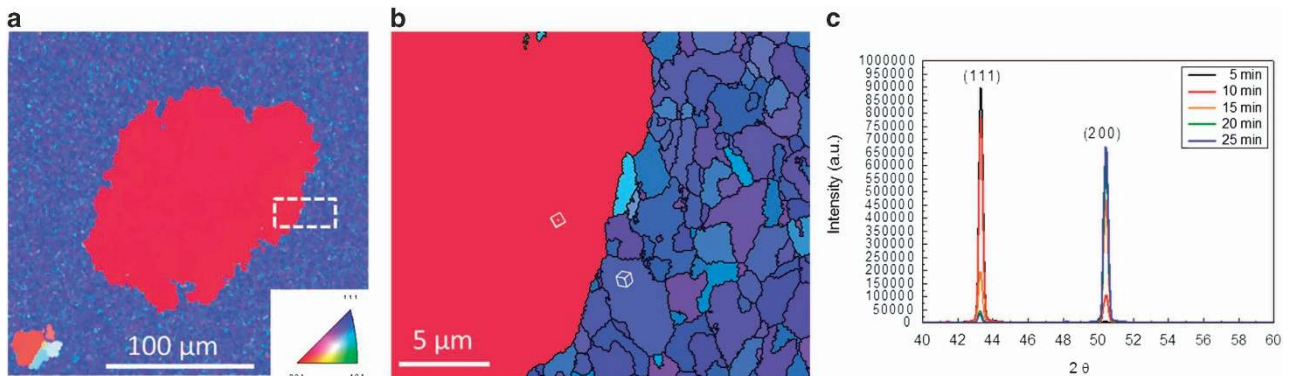 a
111
100 μm
b
5 μm
c
Intensity (a.u.)
1000000
950000
900000
850000
800000
750000
700000
650000
600000
550000
500000
450000
400000
350000
300000
250000
200000
150000
100000
50000
0
(111)
(200)
5 min
10 min
15 min
20 min
25 min
40 42 44 46 48 50 52 54 56 58 60
2 θ